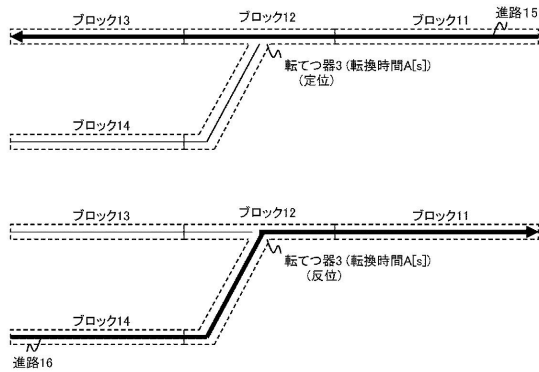 進路15
ブロック13
ブロック12
ブロック11
転てつ器3 (転換時間A[s])
(定位)
ブロック14
ブロック13
ブロック12
ブロック11
転てつ器3 (転換時間A[s])
(反位)
ブロック14
進路16